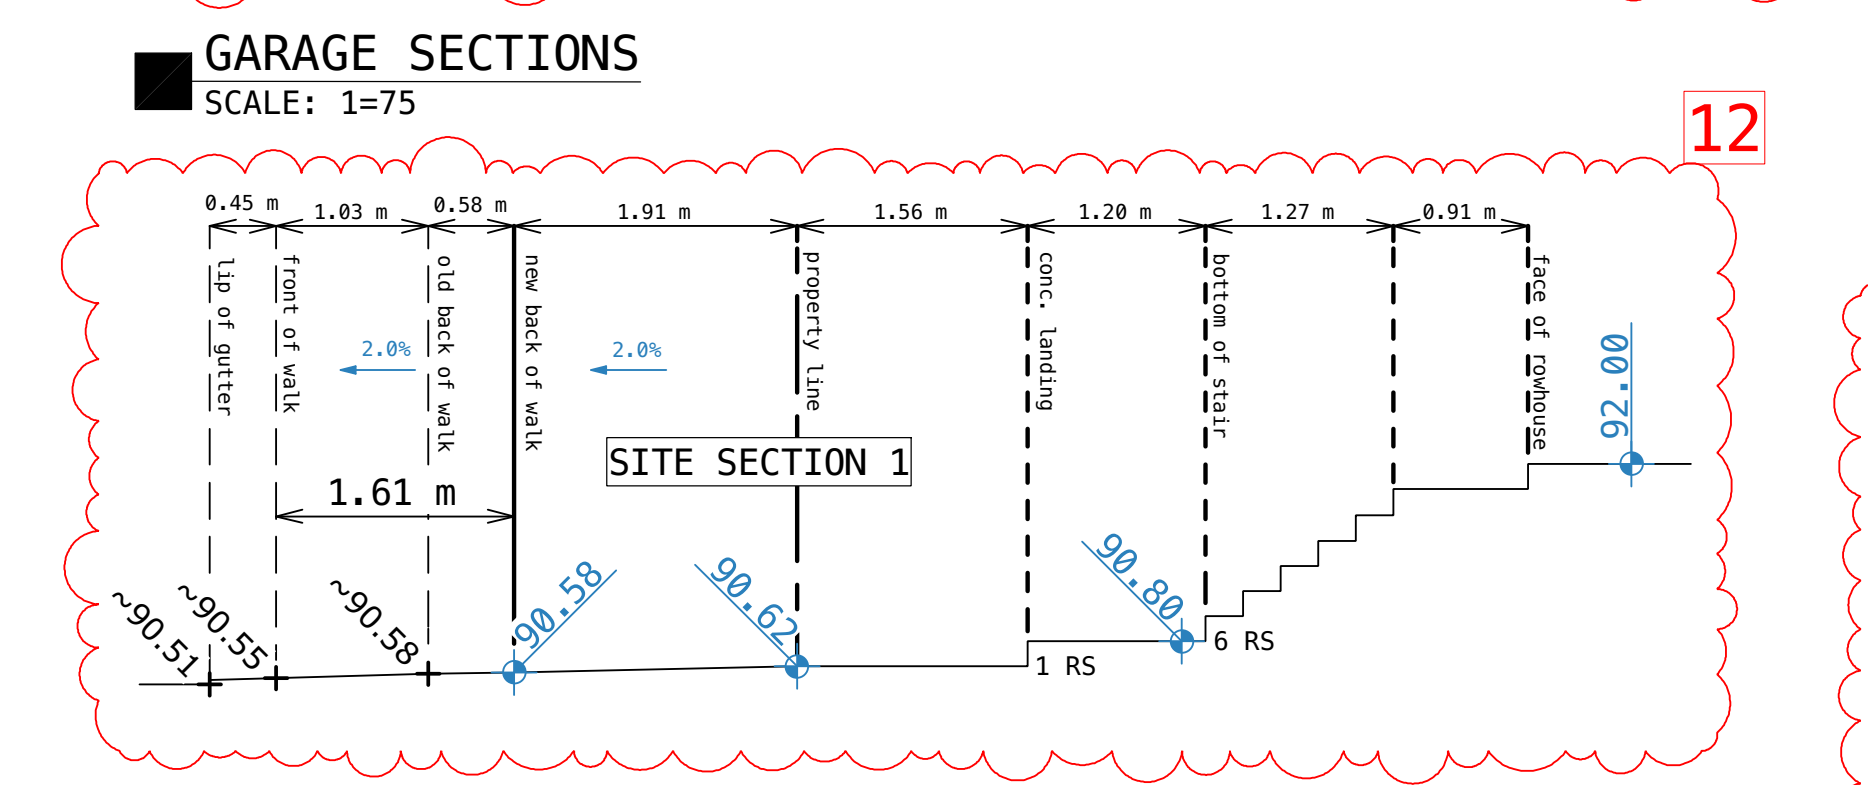 GARAGE SECTIONS
SCALE: 1=75
12
0.45 m
1.03 m
0.58 m
1.91 m
1.56 m
1.20 m
1.27 m
0.91 m
lip of gutter
front of walk
old back of walk
new back of walk
property line
conc. landing
bottom of stair
face of rowhouse
2.0%
2.0%
92.00
SITE SECTION 1
1.61 m
~90.51
~90.55
~90.58
90.58
90.62
90.80
1 RS
6 RS